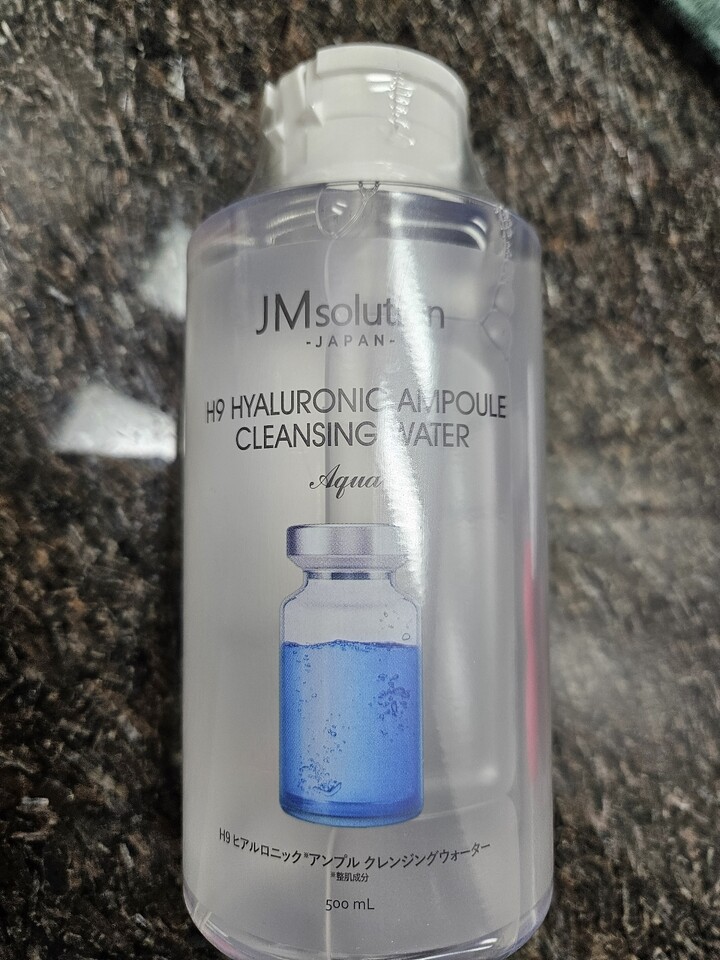 JMsolution
-JAPAN-
H9 HYALURONIC AMPOULE
CLEANSING WATER
Aqua
H9 ヒアルロニック※アンプル クレンジングウォーター
※整肌成分
500 mL